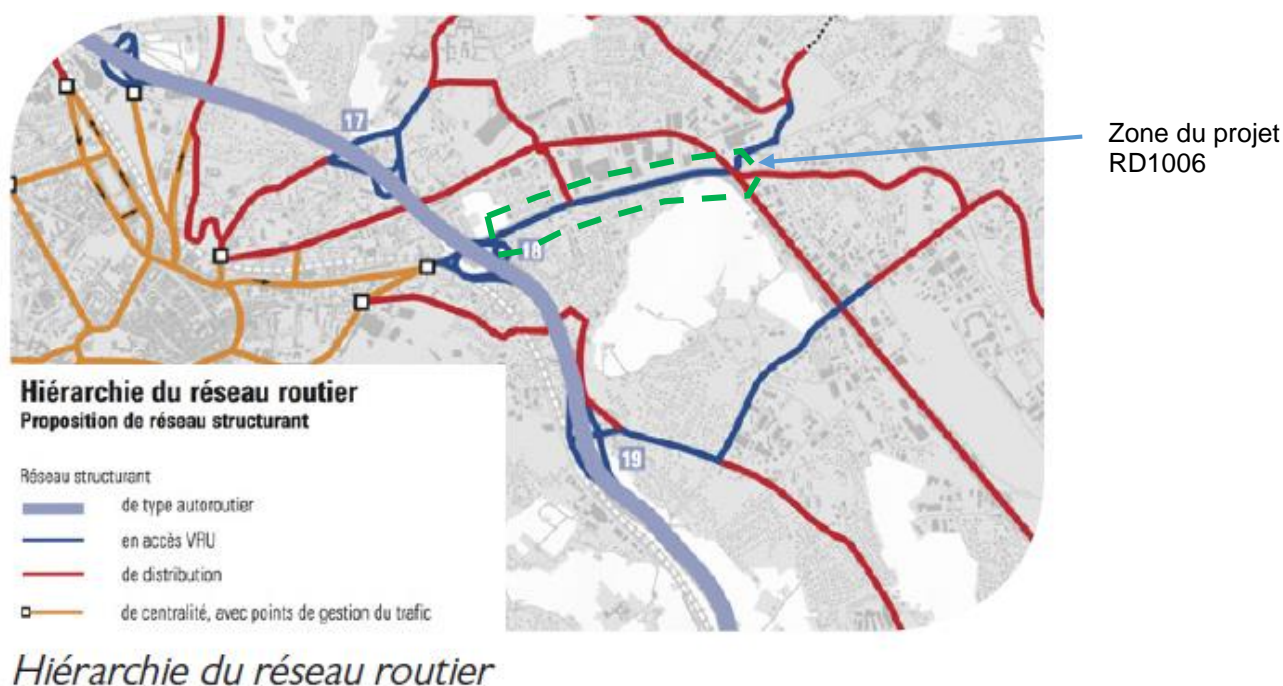 17
18
19
Zone du projet
RD1006
Hiérarchie du réseau routier
Proposition de réseau structurant
Réseau structurant
de type autoroutier
en accès VRU
de distribution
de centralité, avec points de gestion du trafic
Hiérarchie du réseau routier